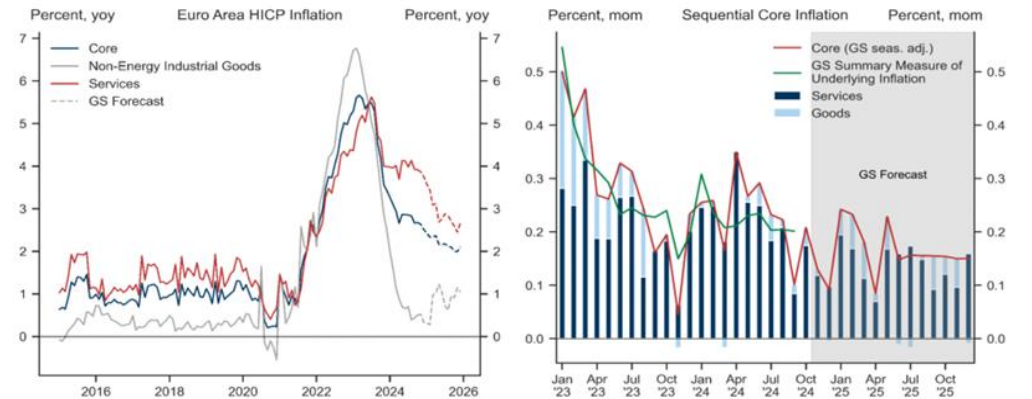 Percent, yoy Euro Area HICP Inflation Percent, yoy
7 7
Core
Non-Energy Industrial Goods
6 6
Services
GS Forecast
5 5
4 4
3 3
2 2
1 1
0 0
2016 2018 2020 2022 2024 2026
Percent, mom Sequential Core Inflation Percent, mom
Core (GS seas. adj.)
GS Summary Measure of
Underlying Inflation
Services
Goods
0.5 0.5
0.4 0.4
GS Forecast
0.3 0.3
0.2 0.2
0.1 0.1
0.0 0.0
Jan Apr Jul Oct Jan Apr Jul Oct Jan Apr Jul Oct
'23 '23 '23 '23 '24 '24 '24 '24 '25 '25 '25 '25